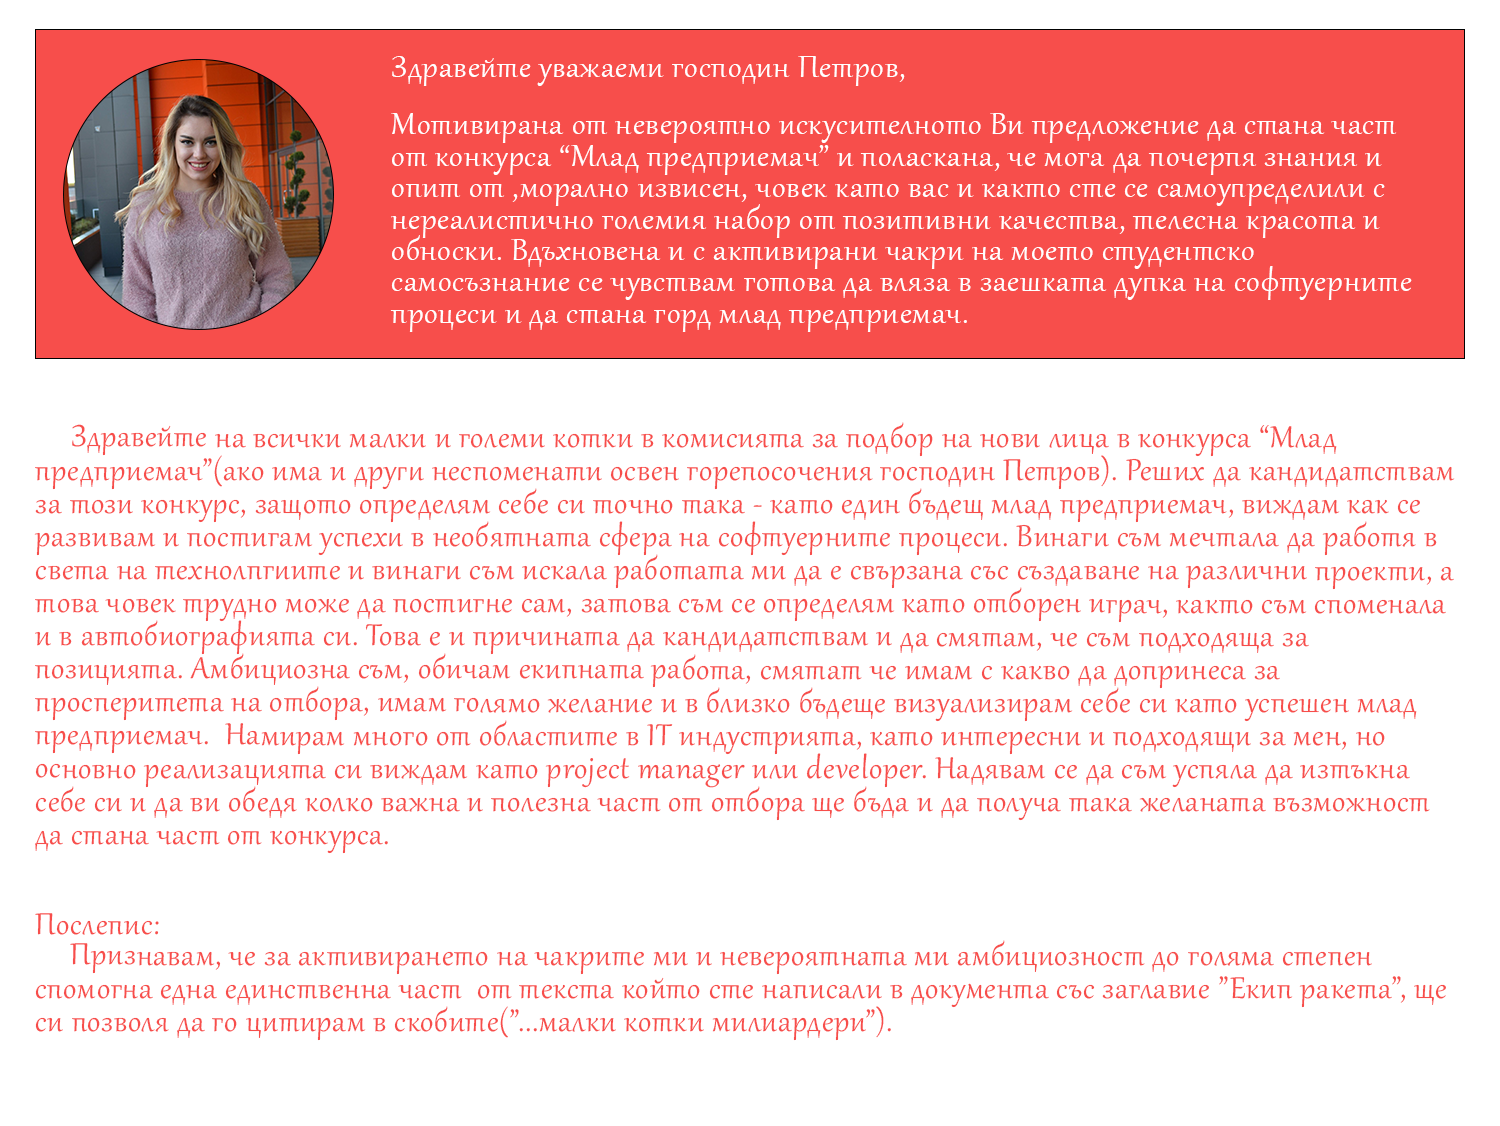 Здравейте уважаеми господин Петров,
Мотивирана от невероятно искусителното Ви предложение да стана част
от конкурса “Млад предприемач” и поласкана, че мога да почерпя знания и
опит от ,морално извисен, човек като вас и както сте се самоупределили с
нереалистично големия набор от позитивни качества, телесна красота и
обноски. Вдъхновена и с активирани чакри на моето студентско
самосъзнание се чувствам готова да вляза в заешката дупка на софтуерните
процеси и да стана горд млад предприемач.
Здравейте на всички малки и големи котки в комисията за подбор на нови лица в конкурса “Млад
предприемач”(ако има и други неспоменати освен горепосочения господин Петров). Реших да кандидатствам
за този конкурс, защото определям себе си точно така - като един бъдещ млад предприемач, виждам как се
развивам и постигам успехи в необятната сфера на софтуерните процеси. Винаги съм мечтала да работя в
света на технолпгиите и винаги съм искала работата ми да е свързана със създаване на различни проекти, а
това човек трудно може да постигне сам, затова съм се определям като отборен играч, както съм споменала
и в автобиографията си. Това е и причината да кандидатствам и да смятам, че съм подходяща за
позицията. Амбициозна съм, обичам екипната работа, смятат че имам с какво да допринеса за
просперитета на отбора, имам голямо желание и в близко бъдеще визуализирам себе си като успешен млад
предприемач.  Намирам много от областите в IT индустрията, като интересни и подходящи за мен, но
основно реализацията си виждам като project manager или developer. Надявам се да съм успяла да изтъкна
себе си и да ви обедя колко важна и полезна част от отбора ще бъда и да получа така желаната възможност
да стана част от конкурса.
Послепис:
Признавам, че за активирането на чакрите ми и невероятната ми амбициозност до голяма степен
спомогна една единственна част  от текста който сте написали в документа със заглавие ”Екип ракета”, ще
си позволя да го цитирам в скобите(”...малки котки милиардери”).